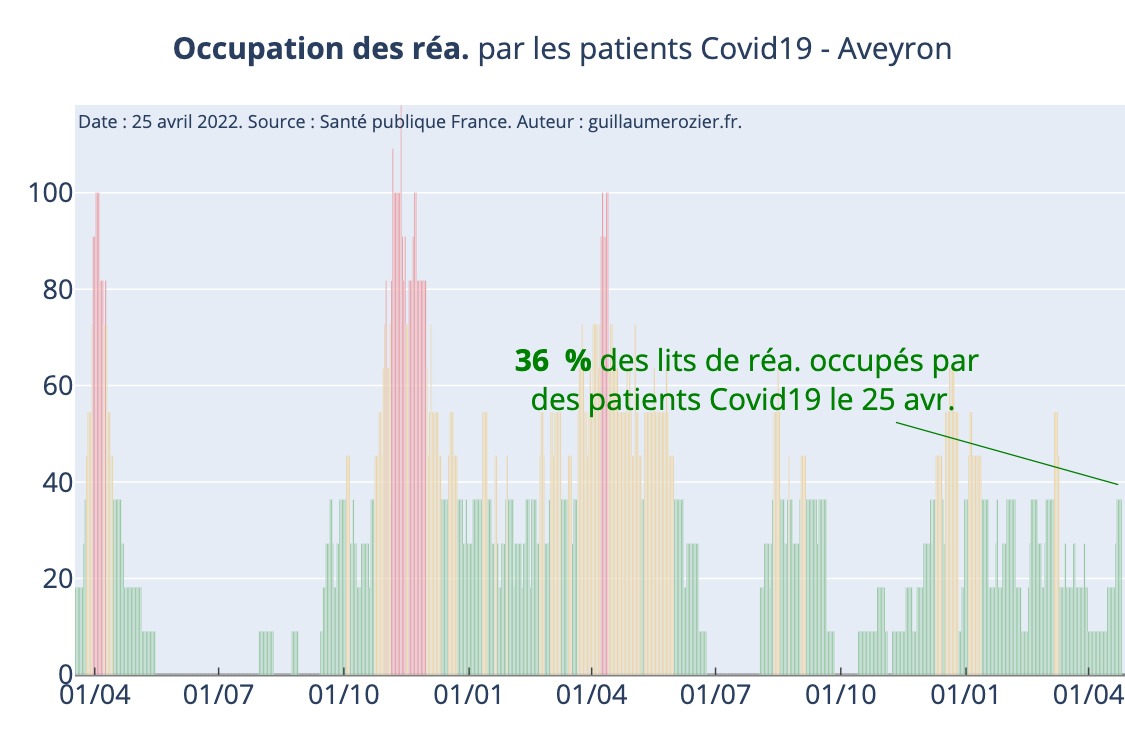 Occupation des réa. par les patients Covid19 - Aveyron
Date : 25 avril 2022. Source : Santé publique France. Auteur : guillaumerozier.fr.
100
80
60
40
20
0
36 % des lits de réa. occupés par
des patients Covid19 le 25 avr.
01/04 01/07 01/10 01/01 01/04 01/07 01/10 01/01 01/04